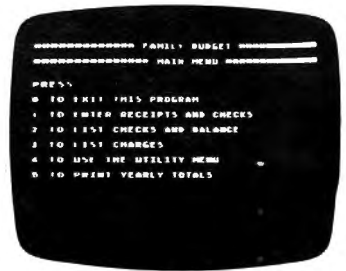 FAMILY BUDGET
MAIN MENU
PRESS
0 TO EXIT THIS PROGRAM
1 TO ENTER RECEIPTS AND CHECKS
2 TO LIST CHECKS AND BALANCE
3 TO LIST CHARGES
4 TO USE THE UTILITY MENU
5 TO PRINT YEARLY TOTALS